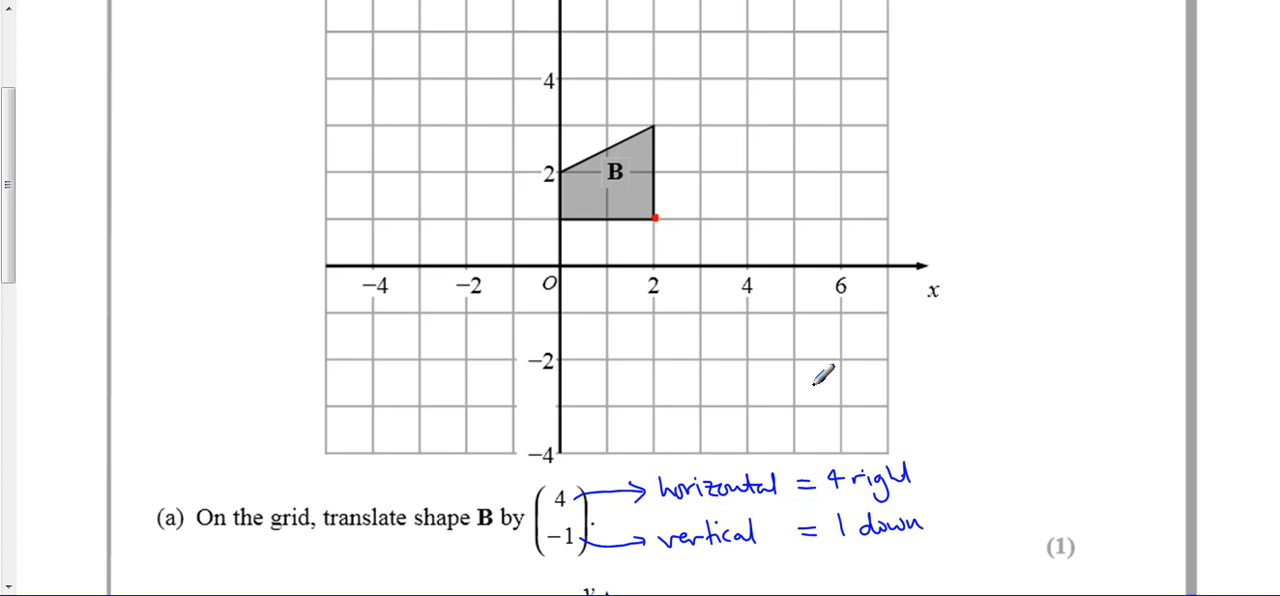 4
B
2
−4 −2 O 2 4 6 x
−2
−4
(a) On the grid, translate shape B by (4 −1). → horizontal = 4 right
→ vertical = 1 down
(1)
y